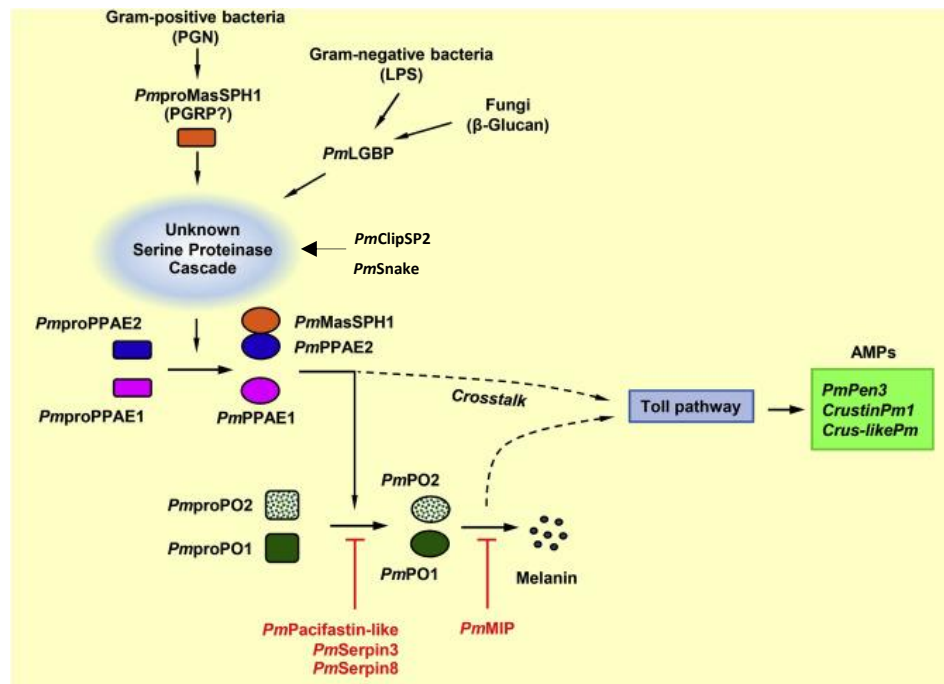 Gram-positive bacteria
(PGN)
Gram-negative bacteria
(LPS)
PmproMasSPH1
(PGRP?)
Fungi
(β-Glucan)
PmLGBP
Unknown
Serine Proteinase
Cascade
PmClipSP2
PmSnake
PmproPPAE2
PmMasSPH1
PmPPAE2
PmproPPAE1
PmPPAE1
Crosstalk
Toll pathway
AMPs
PmPen3
CrustinPm1
Crus-likePm
PmproPO2
PmPO2
PmproPO1
PmPO1
Melanin
PmPacifastin-like
PmSerpin3
PmSerpin8
PmMIP